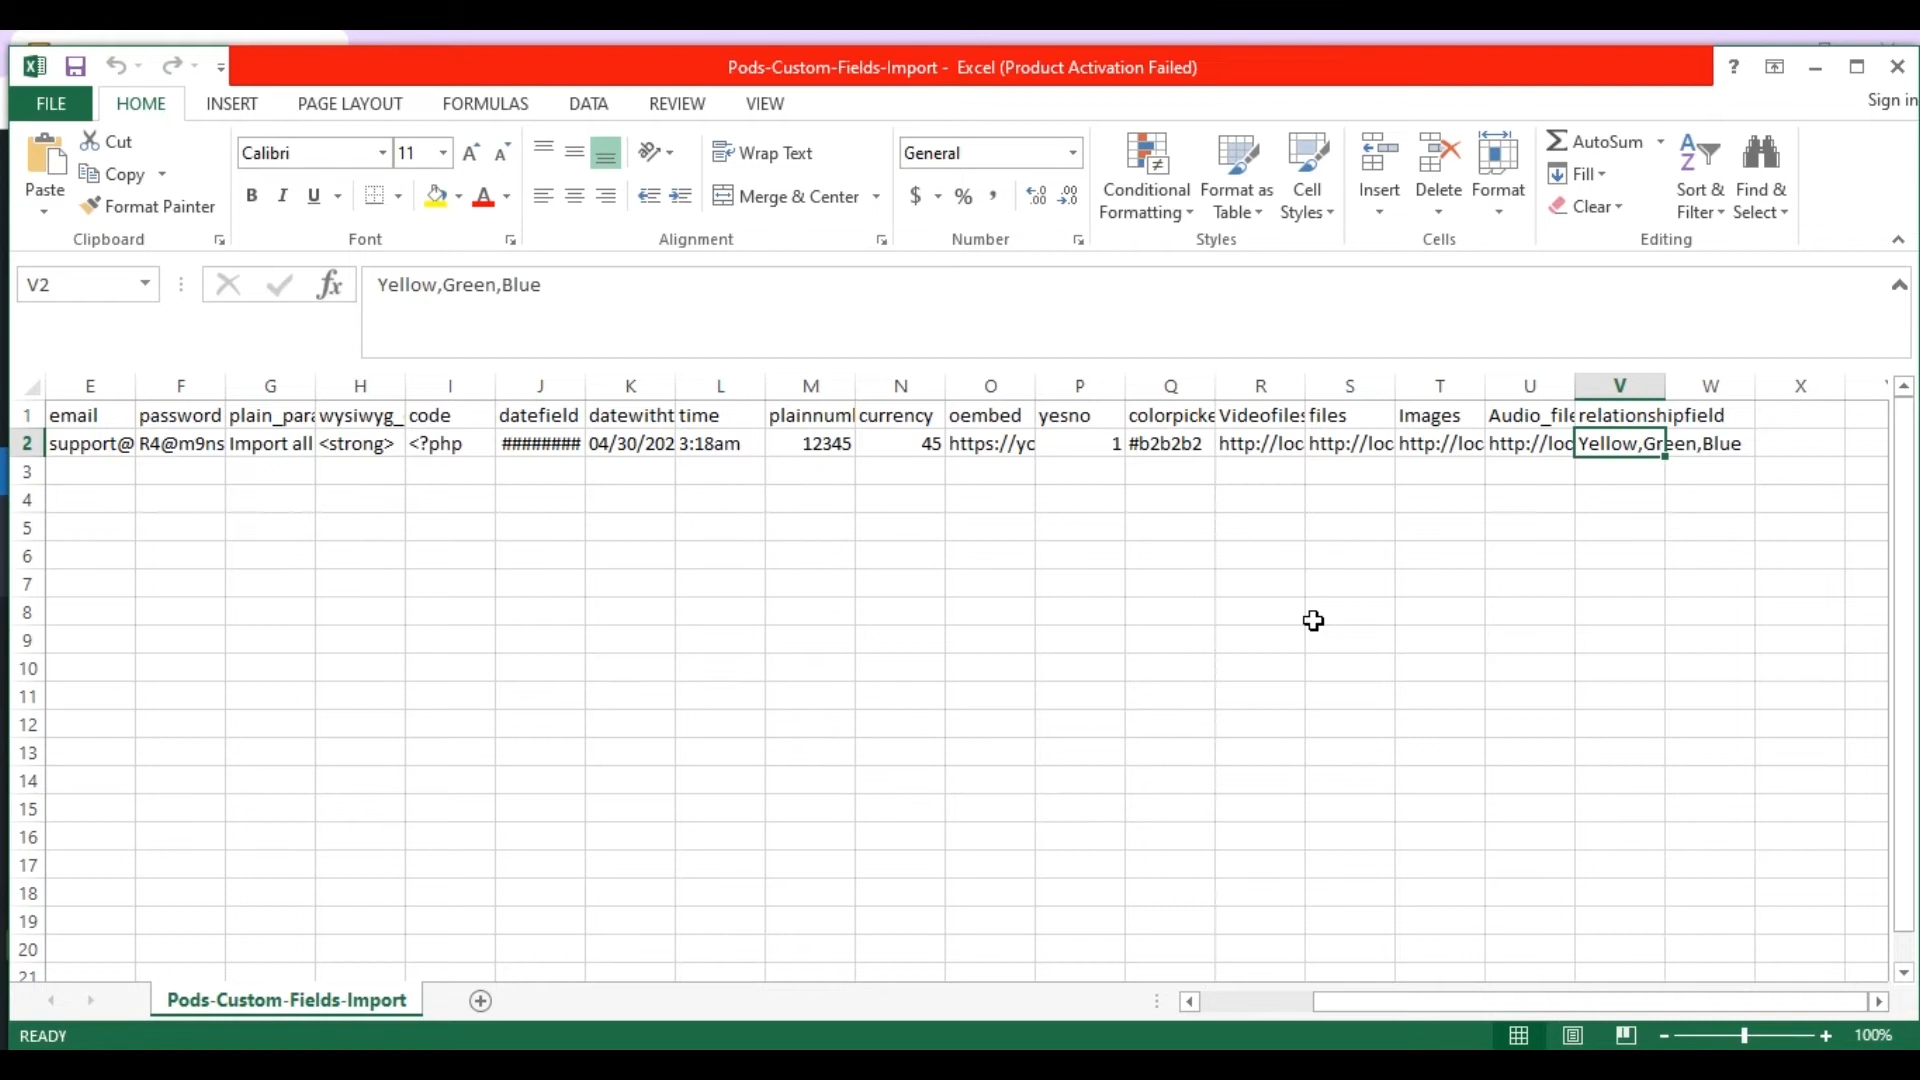 Pods-Custom-Fields-Import - Excel (Product Activation Failed)
?
Sign in
FILE HOME INSERT PAGE LAYOUT FORMULAS DATA REVIEW VIEW
Paste
Cut
Copy
Format Painter
Clipboard
Calibri 11
B I U
Font
Wrap Text
Merge & Center
Alignment
General
$ % ,
Number
Conditional Formatting
Format as Table
Cell Styles
Styles
Insert Delete Format
Cells
AutoSum
Fill
Clear
Sort & Filter
Find & Select
Editing
V2 fx Yellow,Green,Blue
E F G H I J K L M N O P Q R S T U V W X
1 email password plain_para wysiwyg_ code datefield datewitht time plainnuml currency oembed yesno colorpicke Videofiles files Images Audio_file relationshipfield
2 support@ R4@m9ns Import all <strong> <?php ######## 04/30/202 3:18am 12345 45 https://yo 1 #b2b2b2 http://loc http://loc http://loc http://loc Yellow,Green,Blue
3
4
5
6
7
8
9
10
11
12
13
14
15
16
17
18
19
20
21
Pods-Custom-Fields-Import
READY
100%